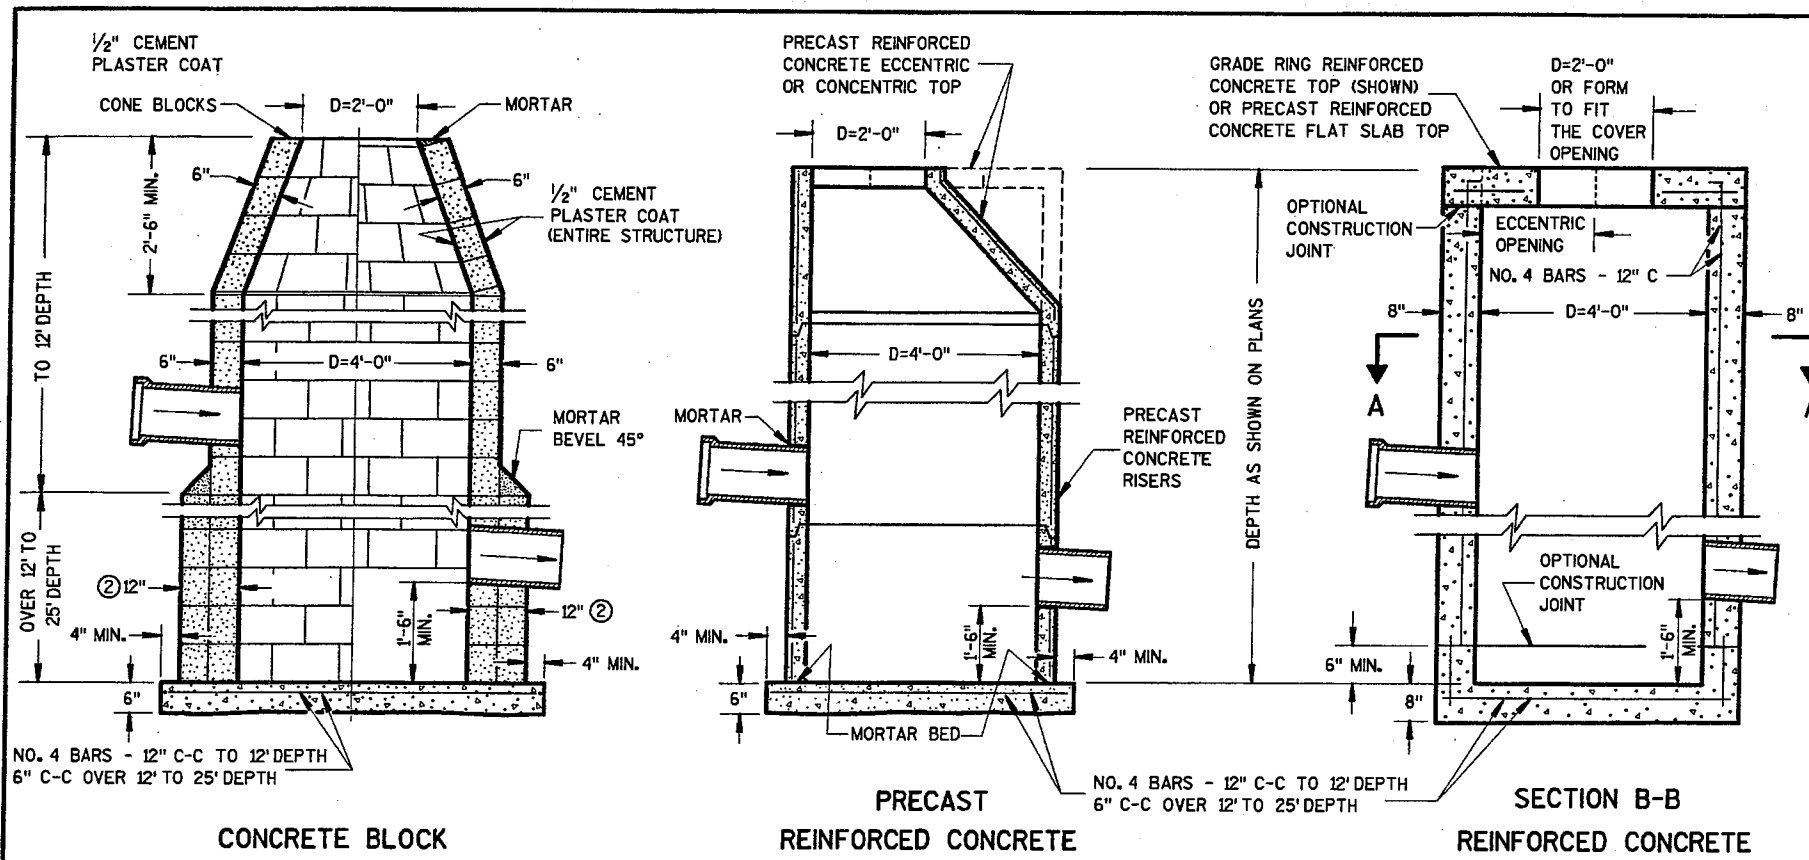 1/2" CEMENT
PLASTER COAT
CONE BLOCKS
D=2'-0"
MORTAR
6"
6"
2'-6" MIN.
TO 12' DEPTH
1/2" CEMENT
PLASTER COAT
(ENTIRE STRUCTURE)
6"
D=4'-0"
6"
MORTAR
BEVEL 45°
OVER 12' TO
25' DEPTH
② 12"
12" ②
1'-6"
MIN.
4" MIN.
4" MIN.
6"
NO. 4 BARS - 12" C-C TO 12' DEPTH
6" C-C OVER 12' TO 25' DEPTH
CONCRETE BLOCK
PRECAST REINFORCED
CONCRETE ECCENTRIC
OR CONCENTRIC TOP
D=2'-0"
D=4'-0"
MORTAR
PRECAST
REINFORCED
CONCRETE
RISERS
4" MIN.
1'-6"
MIN.
4" MIN.
6"
MORTAR BED
PRECAST
REINFORCED CONCRETE
DEPTH AS SHOWN ON PLANS
GRADE RING REINFORCED
CONCRETE TOP (SHOWN)
OR PRECAST REINFORCED
CONCRETE FLAT SLAB TOP
D=2'-0"
OR FORM
TO FIT
THE COVER
OPENING
OPTIONAL
CONSTRUCTION
JOINT
ECCENTRIC
OPENING
NO. 4 BARS - 12" C
8"
D=4'-0"
8"
A
OPTIONAL
CONSTRUCTION
JOINT
1'-6"
MIN.
6" MIN.
8"
NO. 4 BARS - 12" C-C TO 12' DEPTH
6" C-C OVER 12' TO 25' DEPTH
SECTION B-B
REINFORCED CONCRETE